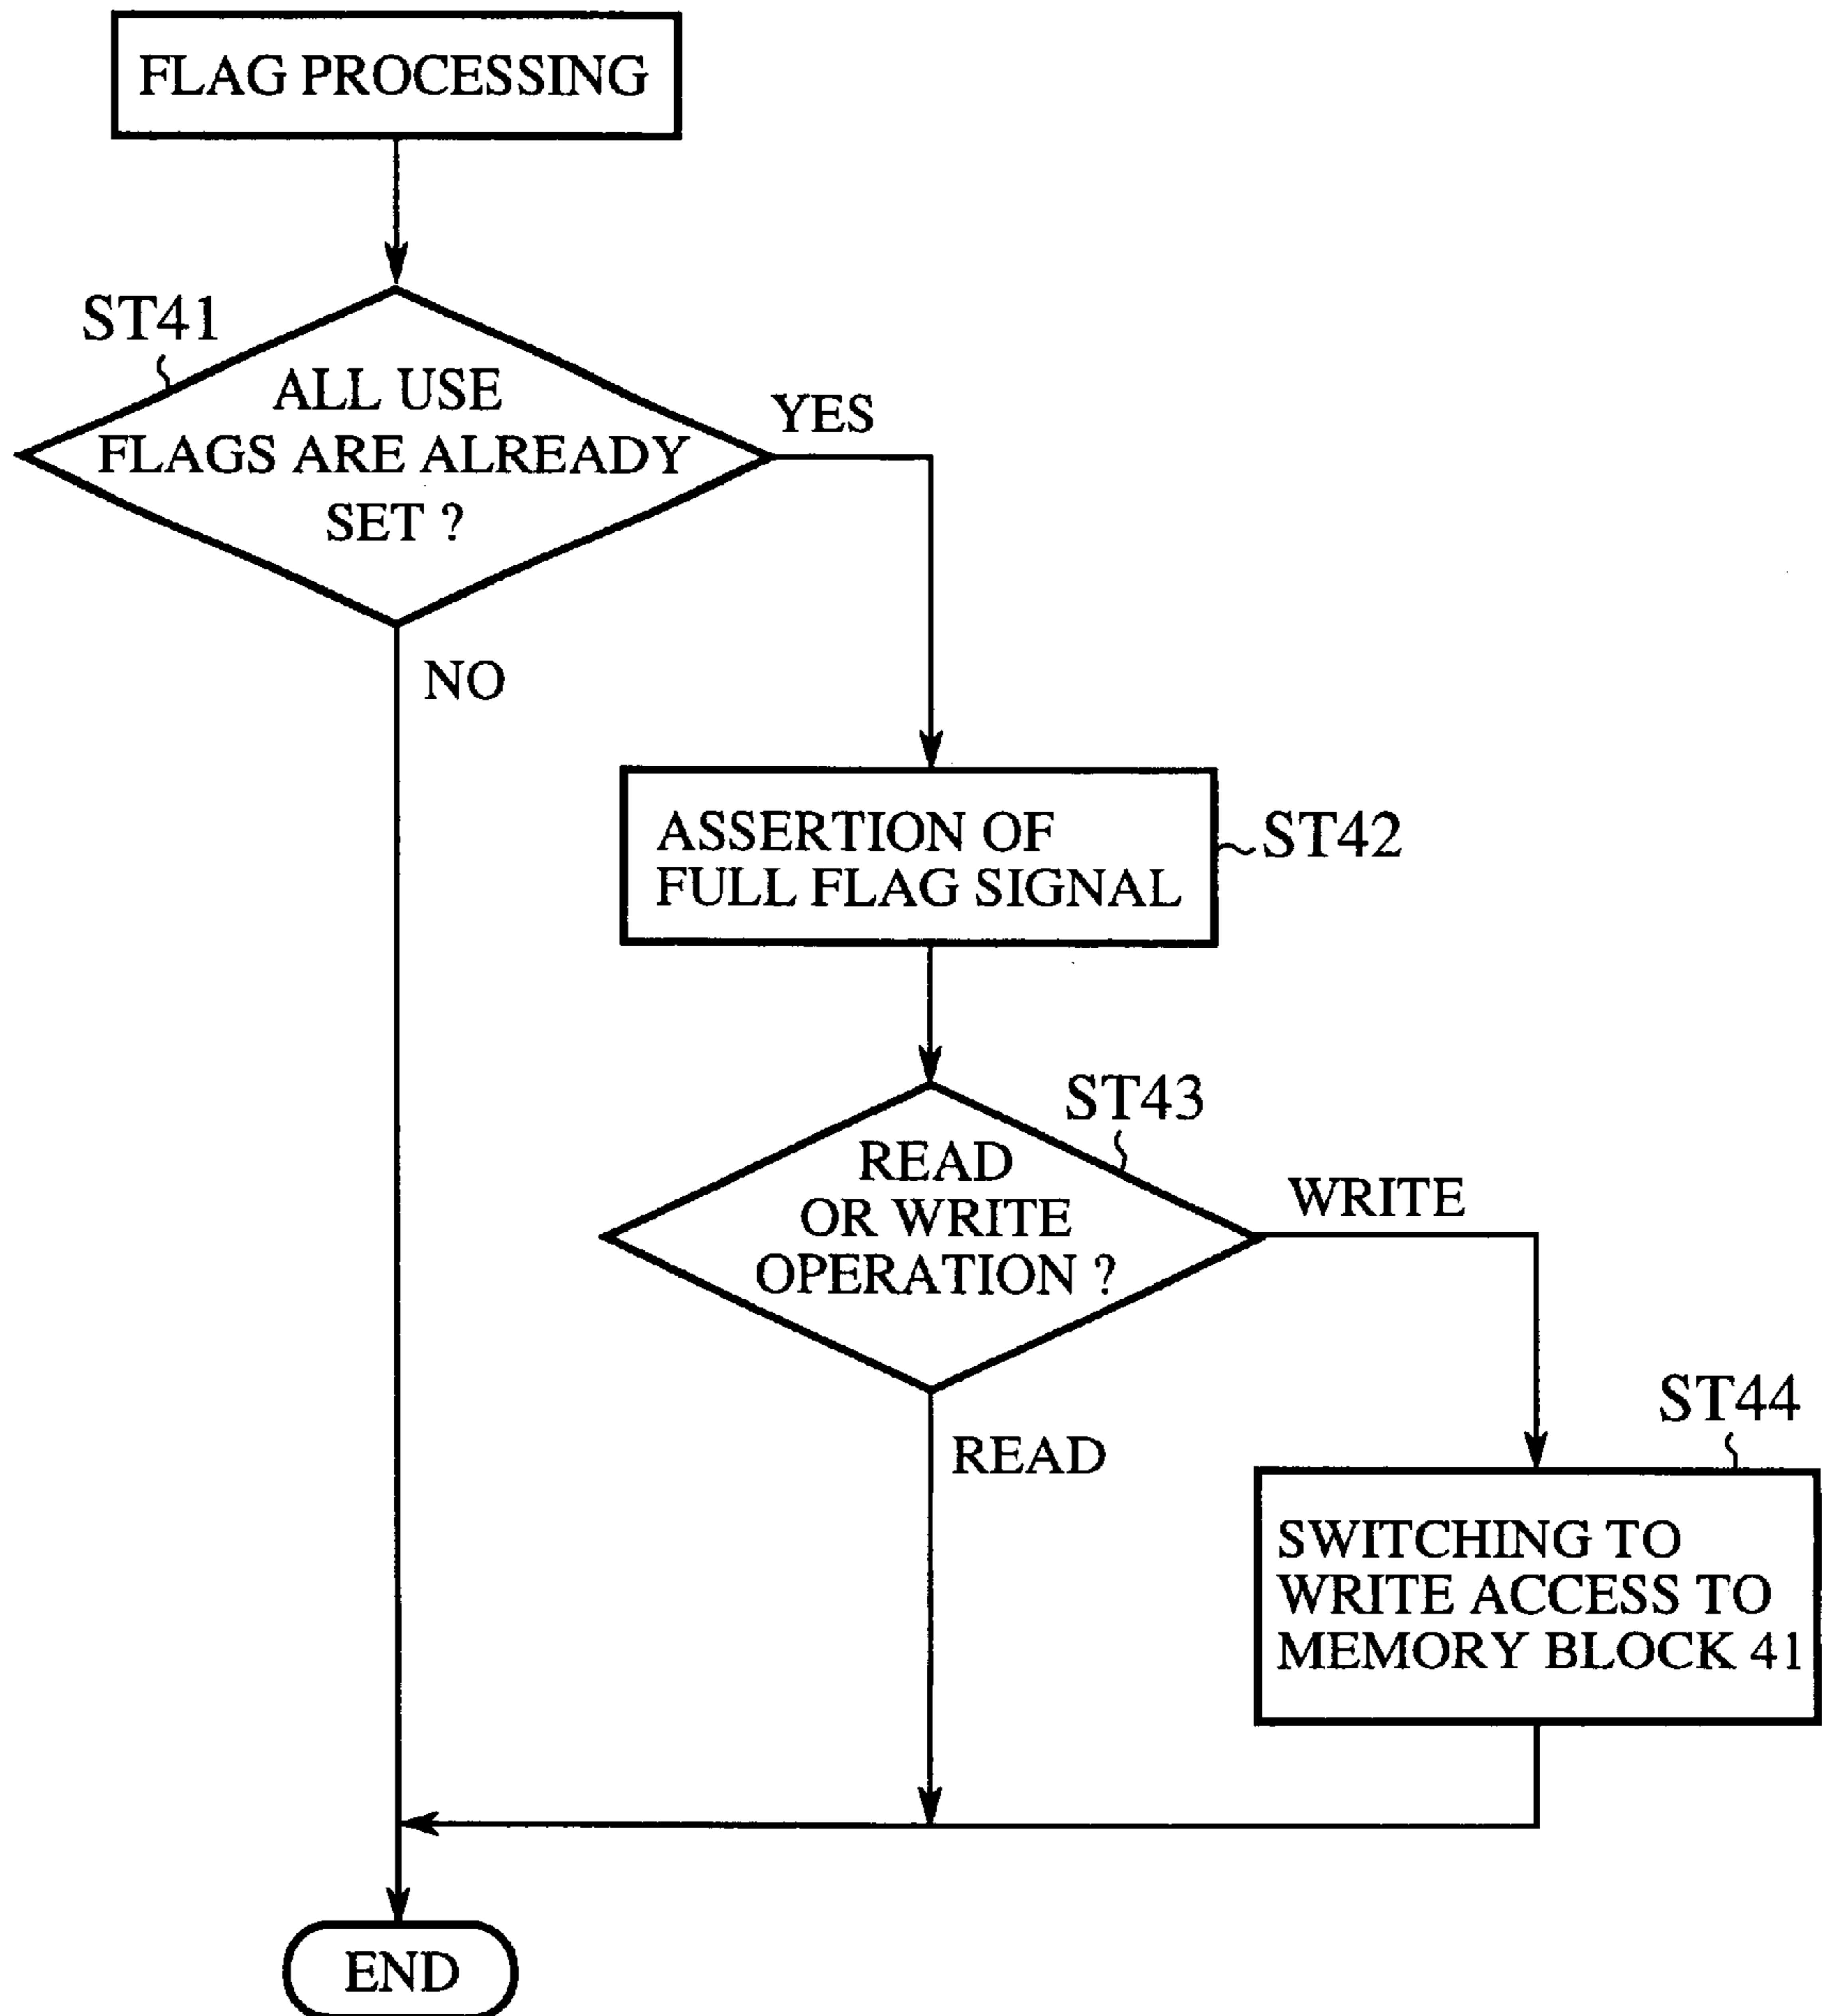 FLAG PROCESSING
ST41
ALL USE
FLAGS ARE ALREADY
SET ?
YES
NO
ASSERTION OF
FULL FLAG SIGNAL
ST42
ST43
READ
OR WRITE
OPERATION ?
WRITE
READ
ST44
SWITCHING TO
WRITE ACCESS TO
MEMORY BLOCK 41
END